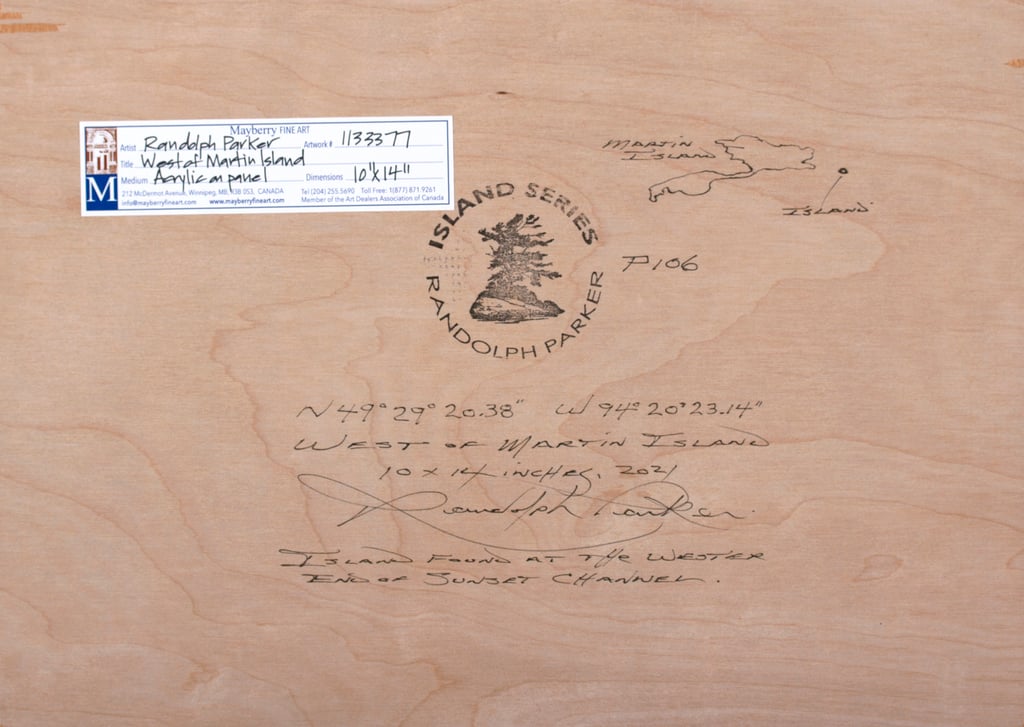 Mayberry FINE ART
Artist Randolph Parker Artwork # 1133377
Title West of Martin Island
Medium Acrylic on panel Dimensions 10"x14"
212 McDermot Avenue, Winnipeg, MB, R3B 0S3, CANADA Tel (204) 255.5690 Toll Free: 1(877) 871.9261
info@mayberryfineart.com www.mayberryfineart.com Member of the Art Dealers Association of Canada
M
MARTIN
ISLAND
ISLAND
ISLAND SERIES
RANDOLPH PARKER
P106
N 49° 29° 20.38" W 94° 20' 23.14"
WEST OF MARTIN ISLAND
10 x 14 inches, 2021
Randolph Parker
ISLAND FOUND AT THE WESTER
END OF SUNSET CHANNEL.